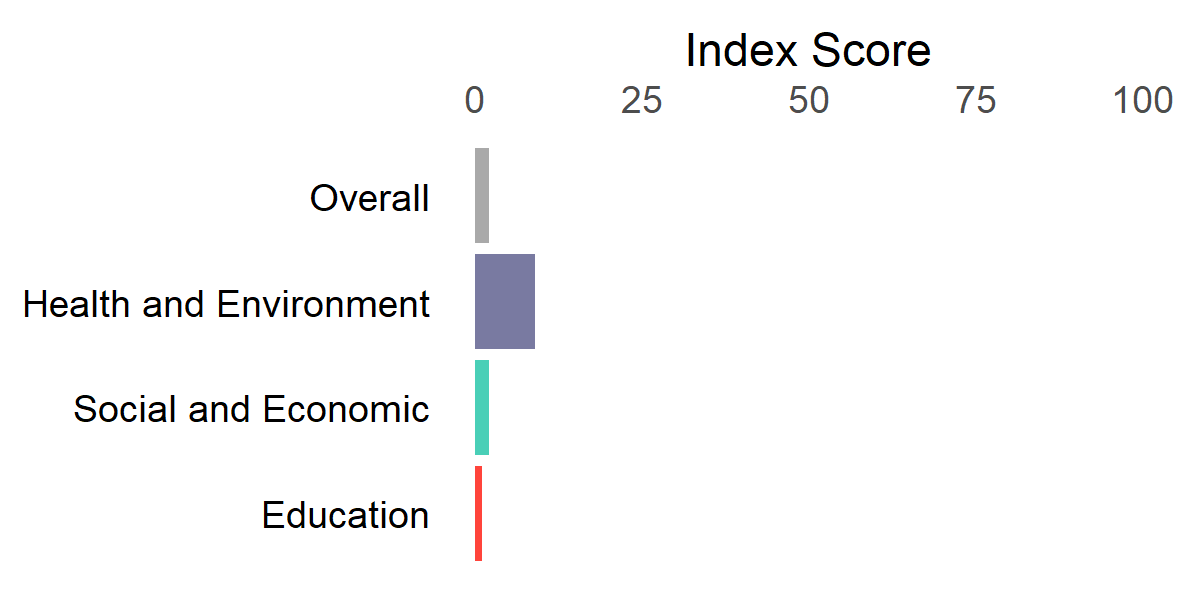 Index Score
0 25 50 75 100
Overall
Health and Environment
Social and Economic
Education